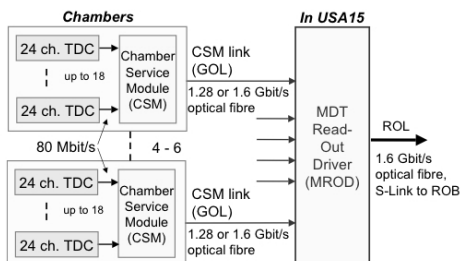 Chambers
In USA15
24 ch. TDC
up to 18
24 ch. TDC
Chamber
Service
Module
(CSM)
CSM link
(GOL)
1.28 or 1.6 Gbit/s
optical fibre
80 Mbit/s
4 - 6
24 ch. TDC
up to 18
24 ch. TDC
Chamber
Service
Module
(CSM)
CSM link
(GOL)
1.28 or 1.6 Gbit/s
optical fibre
MDT
Read-
Out
Driver
(MROD)
ROL
1.6 Gbit/s
optical fibre,
S-Link to ROB